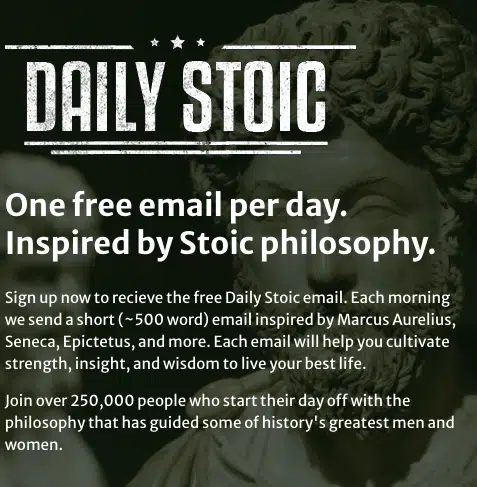 DAILY STOIC
One free email per day.
Inspired by Stoic philosophy.
Sign up now to recieve the free Daily Stoic email. Each morning
we send a short (~500 word) email inspired by Marcus Aurelius,
Seneca, Epictetus, and more. Each email will help you cultivate
strength, insight, and wisdom to live your best life.
Join over 250,000 people who start their day off with the
philosophy that has guided some of history's greatest men and
women.